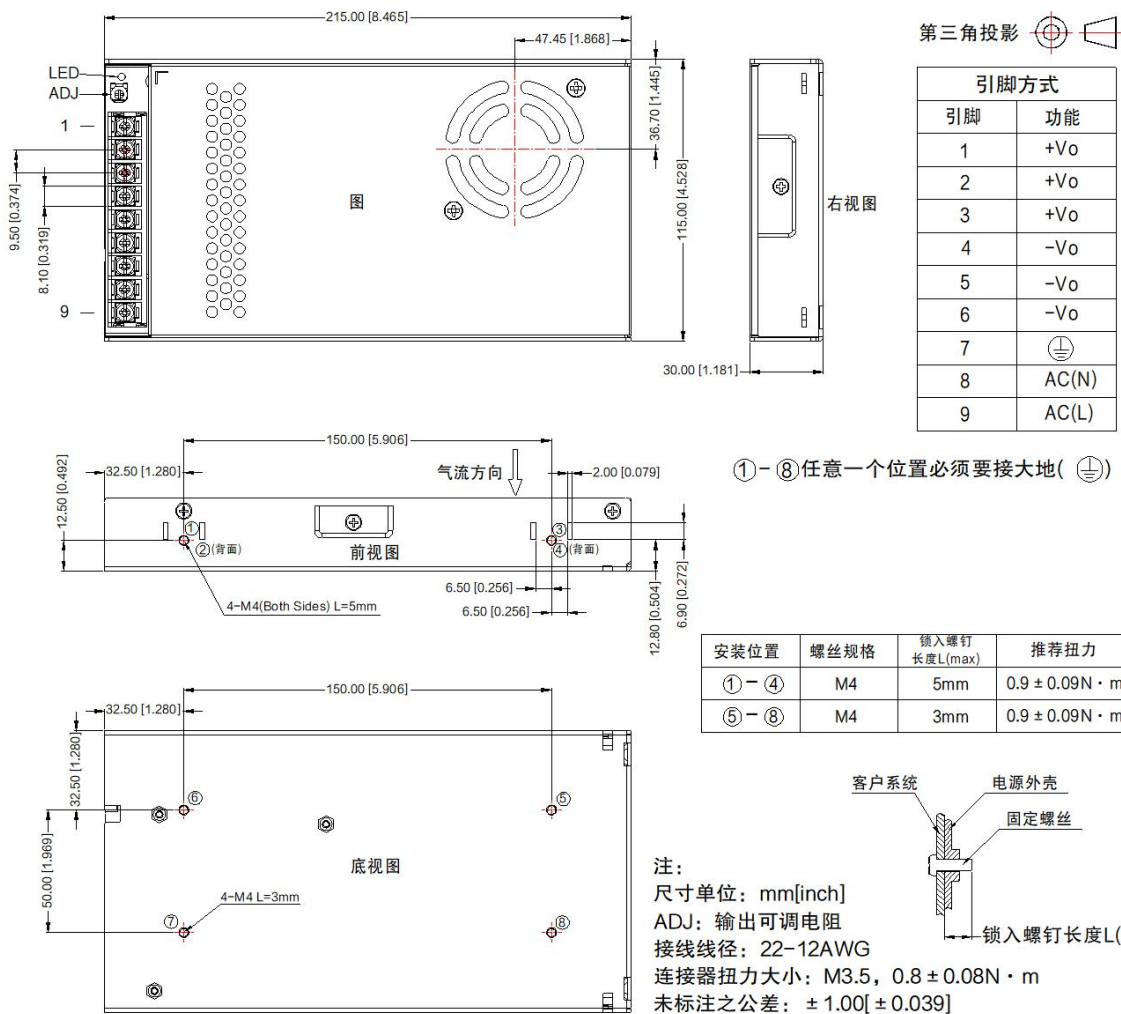 215.00 [8.465]
47.45 [1.868]
第三角投影
LED
ADJ
1
9
9.50 [0.374]
8.10 [0.319]
图
36.70 [1.445]
115.00 [4.528]
右视图
30.00 [1.181]
引脚方式
引脚 功能
1 +Vo
2 +Vo
3 +Vo
4 -Vo
5 -Vo
6 -Vo
7
8 AC(N)
9 AC(L)
①-⑧任意一个位置必须要接大地( )
150.00 [5.906]
32.50 [1.280]
12.50 [0.492]
气流方向
2.00 [0.079]
①
②(背面)
前视图
③
④(背面)
6.50 [0.256]
6.50 [0.256]
12.80 [0.504]
6.90 [0.272]
4-M4(Both Sides) L=5mm
安装位置 螺丝规格 锁入螺钉长度L(max) 推荐扭力
①-④ M4 5mm 0.9±0.09N·m
⑤-⑧ M4 3mm 0.9±0.09N·m
150.00 [5.906]
32.50 [1.280]
32.50 [1.280]
50.00 [1.969]
⑥
⑤
底视图
4-M4 L=3mm
⑦
⑧
客户系统
电源外壳
固定螺丝
锁入螺钉长度L(
注：
尺寸单位：mm[inch]
ADJ：输出可调电阻
接线线径：22-12AWG
连接器扭力大小：M3.5，0.8±0.08N·m
未标注之公差：±1.00[±0.039]